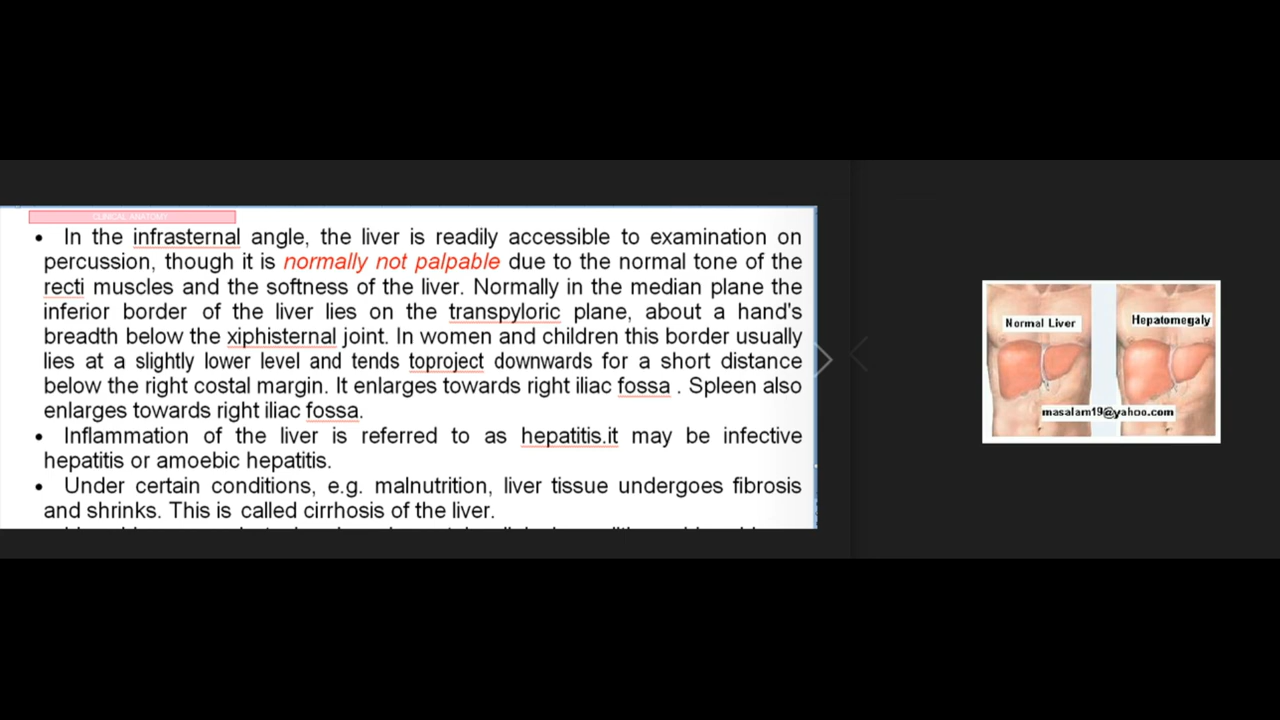 CLINICAL ANATOMY
• In the infrasternal angle, the liver is readily accessible to examination on
percussion, though it is normally not palpable due to the normal tone of the
recti muscles and the softness of the liver. Normally in the median plane the
inferior border of the liver lies on the transpyloric plane, about a hand's
breadth below the xiphisternal joint. In women and children this border usually
lies at a slightly lower level and tends toproject downwards for a short distance
below the right costal margin. It enlarges towards right iliac fossa . Spleen also
enlarges towards right iliac fossa.
• Inflammation of the liver is referred to as hepatitis.it may be infective
hepatitis or amoebic hepatitis.
• Under certain conditions, e.g. malnutrition, liver tissue undergoes fibrosis
and shrinks. This is called cirrhosis of the liver.
Normal Liver
Hepatomegaly
masalam19@yahoo.com